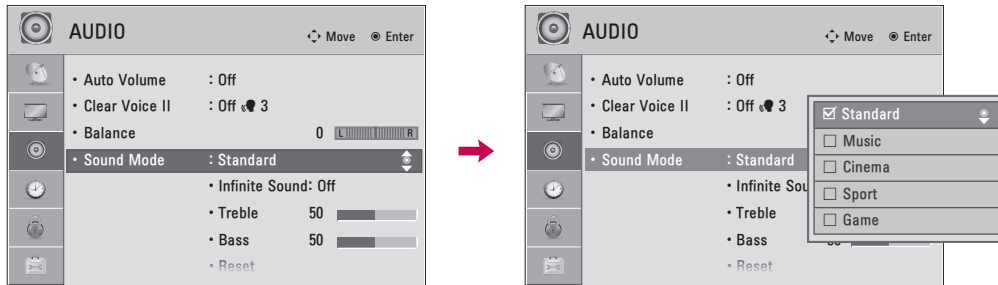 AUDIO
Move Enter
• Auto Volume : Off
• Clear Voice II : Off 3
• Balance 0 L R
• Sound Mode : Standard
• Infinite Sound: Off
• Treble 50
• Bass 50
• Reset
AUDIO
Move Enter
• Auto Volume : Off
• Clear Voice II : Off 3
• Balance
• Sound Mode : Standard
• Infinite Sou
• Treble
• Bass
• Reset
Standard
Music
Cinema
Sport
Game